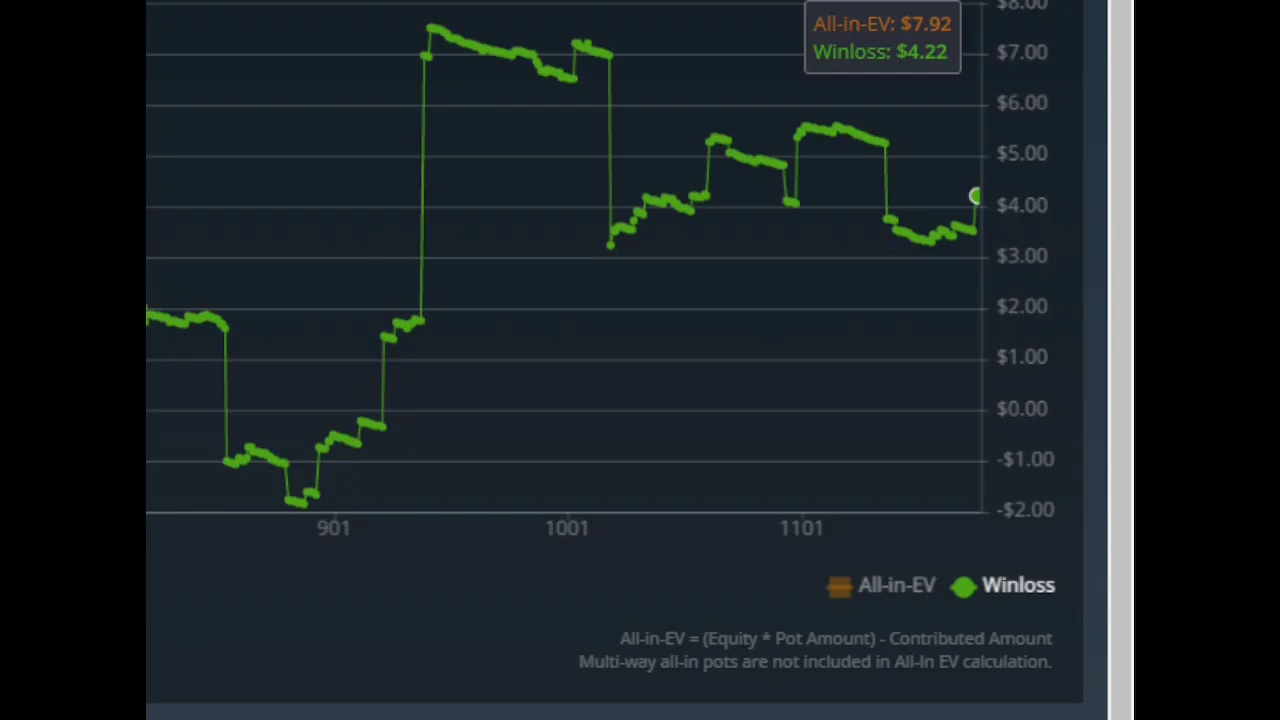 $8.00
All-in-EV: $7.92
Winloss: $4.22
$7.00
$6.00
$5.00
$4.00
$3.00
$2.00
$1.00
$0.00
-$1.00
-$2.00
901 1001 1101
All-in-EV Winloss
All-in-EV = (Equity * Pot Amount) - Contributed Amount
Multi-way all-in pots are not included in All-In EV calculation.